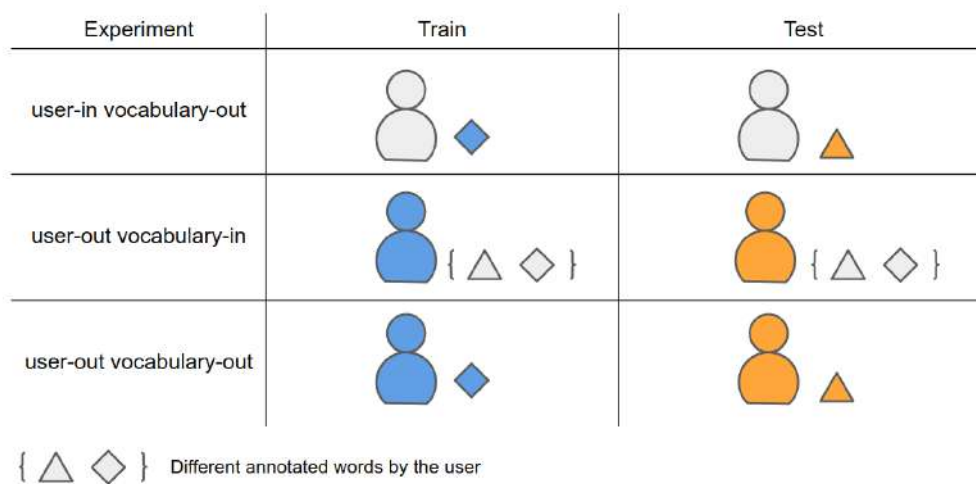 Experiment Train Test
user-in vocabulary-out
user-out vocabulary-in
{ } { }
user-out vocabulary-out
{ } Different annotated words by the user